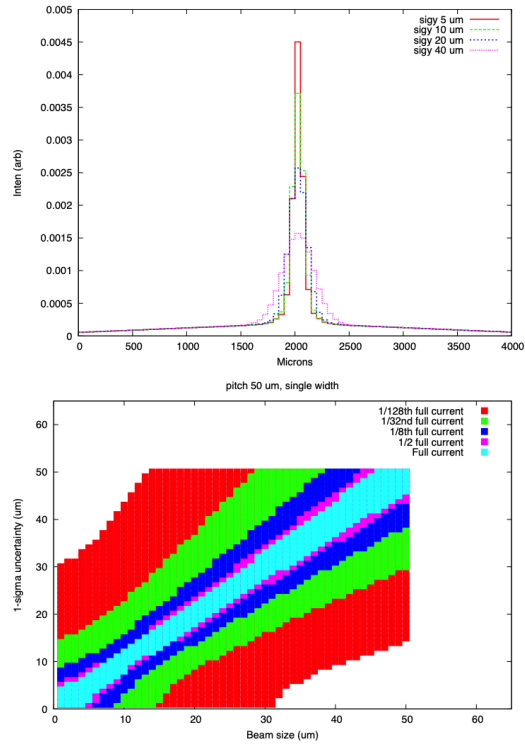 0.005
0.0045
0.004
0.0035
0.003
0.0025
0.002
0.0015
0.001
0.0005
0
Inten (arb)
sigy 5 um
sigy 10 um
sigy 20 um
sigy 40 um
0 500 1000 1500 2000 2500 3000 3500 4000
Microns
pitch 50 um, single width
60
50
40
30
20
10
0
1-sigma uncertainty (um)
1/128th full current
1/32nd full current
1/8th full current
1/2 full current
Full current
0 10 20 30 40 50 60
Beam size (um)